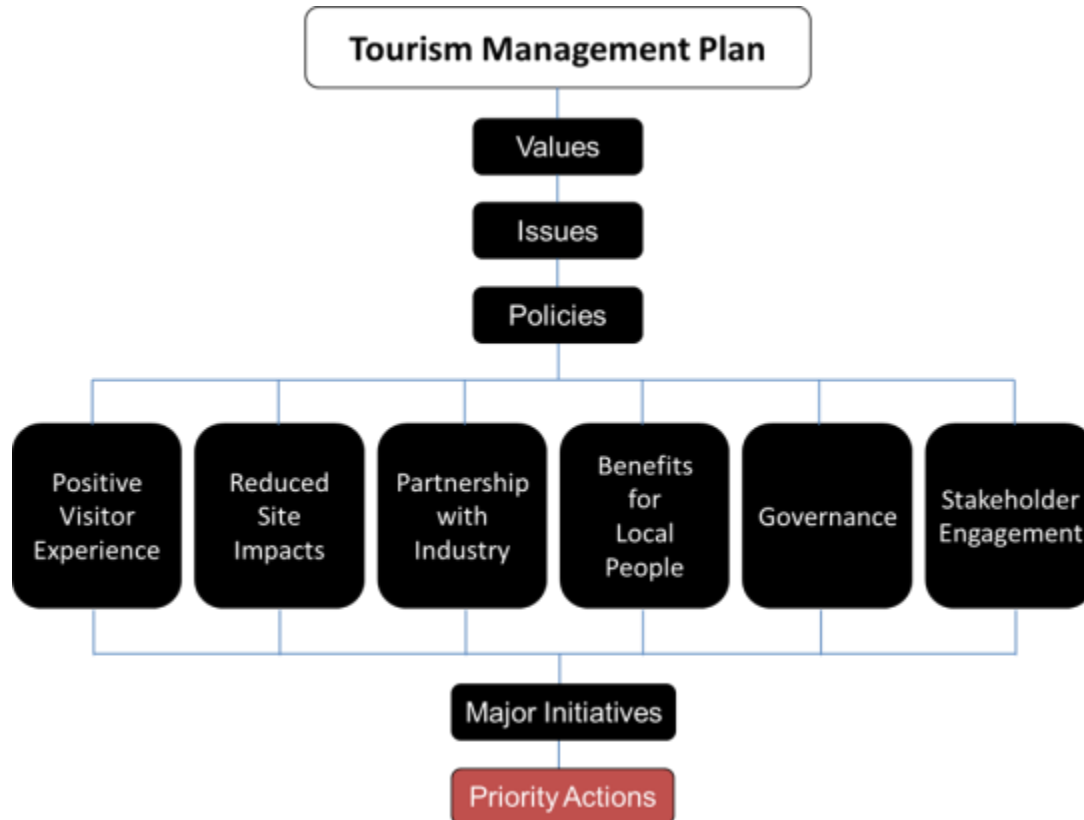 Tourism Management Plan
Values
Issues
Policies
Positive
Visitor
Experience
Reduced
Site
Impacts
Partnership
with
Industry
Benefits
for
Local
People
Governance
Stakeholder
Engagement
Major Initiatives
Priority Actions